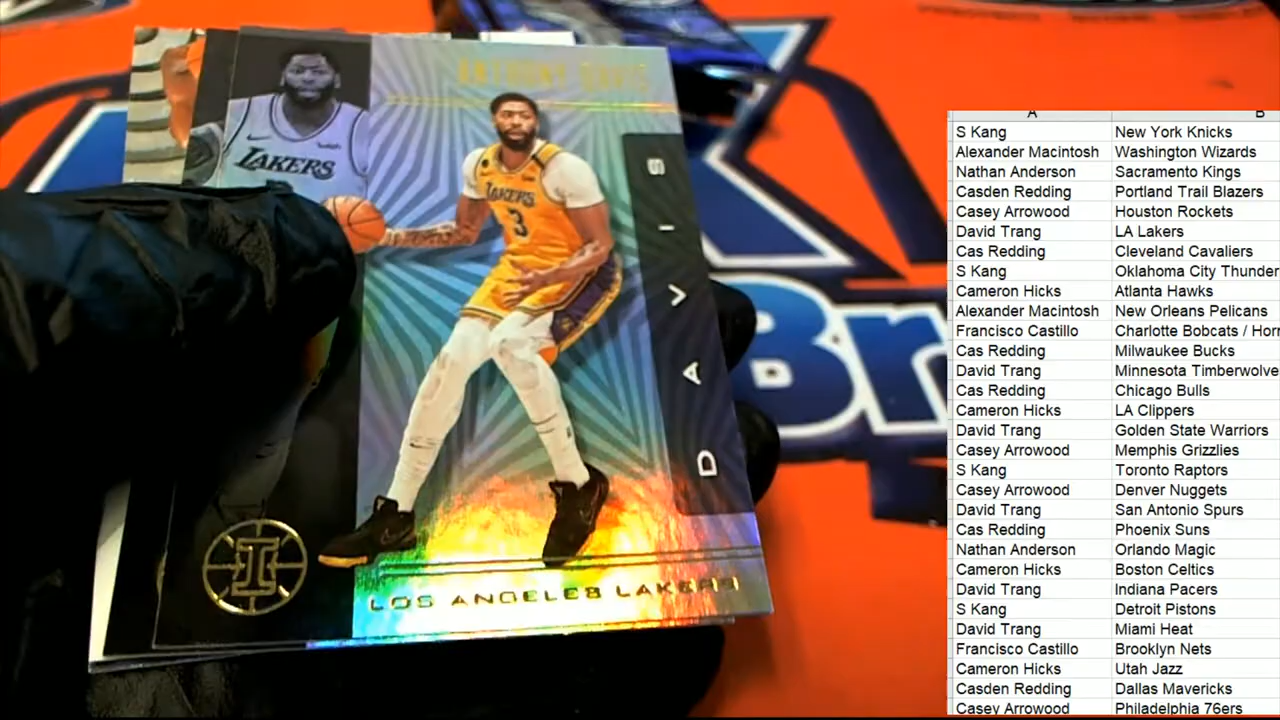 ANTHONY DAVIS
LAKERS
LAKERS
3
DAVIS
LOS ANGELES LAKERS
Br
A B
S Kang New York Knicks
Alexander Macintosh Washington Wizards
Nathan Anderson Sacramento Kings
Casden Redding Portland Trail Blazers
Casey Arrowood Houston Rockets
David Trang LA Lakers
Cas Redding Cleveland Cavaliers
S Kang Oklahoma City Thunder
Cameron Hicks Atlanta Hawks
Alexander Macintosh New Orleans Pelicans
Francisco Castillo Charlotte Bobcats / Hor
Cas Redding Milwaukee Bucks
David Trang Minnesota Timberwolve
Cas Redding Chicago Bulls
Cameron Hicks LA Clippers
David Trang Golden State Warriors
Casey Arrowood Memphis Grizzlies
S Kang Toronto Raptors
Casey Arrowood Denver Nuggets
David Trang San Antonio Spurs
Cas Redding Phoenix Suns
Nathan Anderson Orlando Magic
Cameron Hicks Boston Celtics
David Trang Indiana Pacers
S Kang Detroit Pistons
David Trang Miami Heat
Francisco Castillo Brooklyn Nets
Cameron Hicks Utah Jazz
Casden Redding Dallas Mavericks
Casey Arrowood Philadelphia 76ers